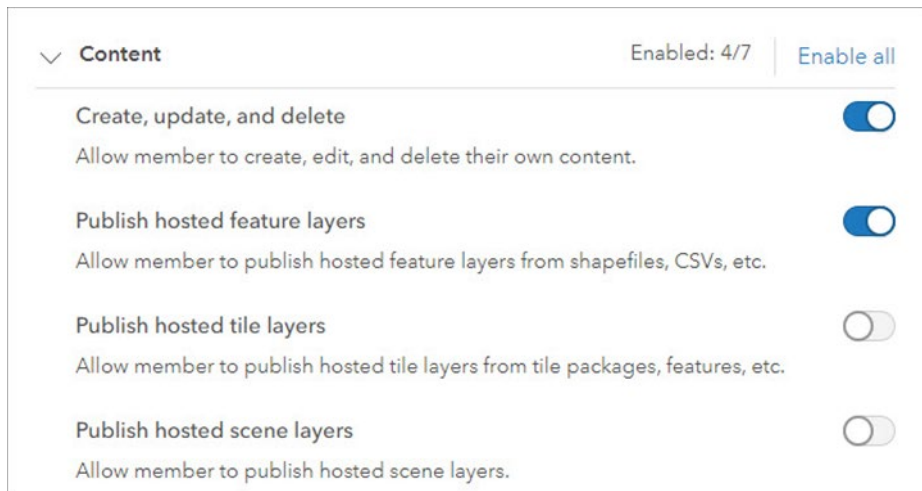 Content Enabled: 4/7 Enable all
Create, update, and delete
Allow member to create, edit, and delete their own content.
Publish hosted feature layers
Allow member to publish hosted feature layers from shapefiles, CSVs, etc.
Publish hosted tile layers
Allow member to publish hosted tile layers from tile packages, features, etc.
Publish hosted scene layers
Allow member to publish hosted scene layers.